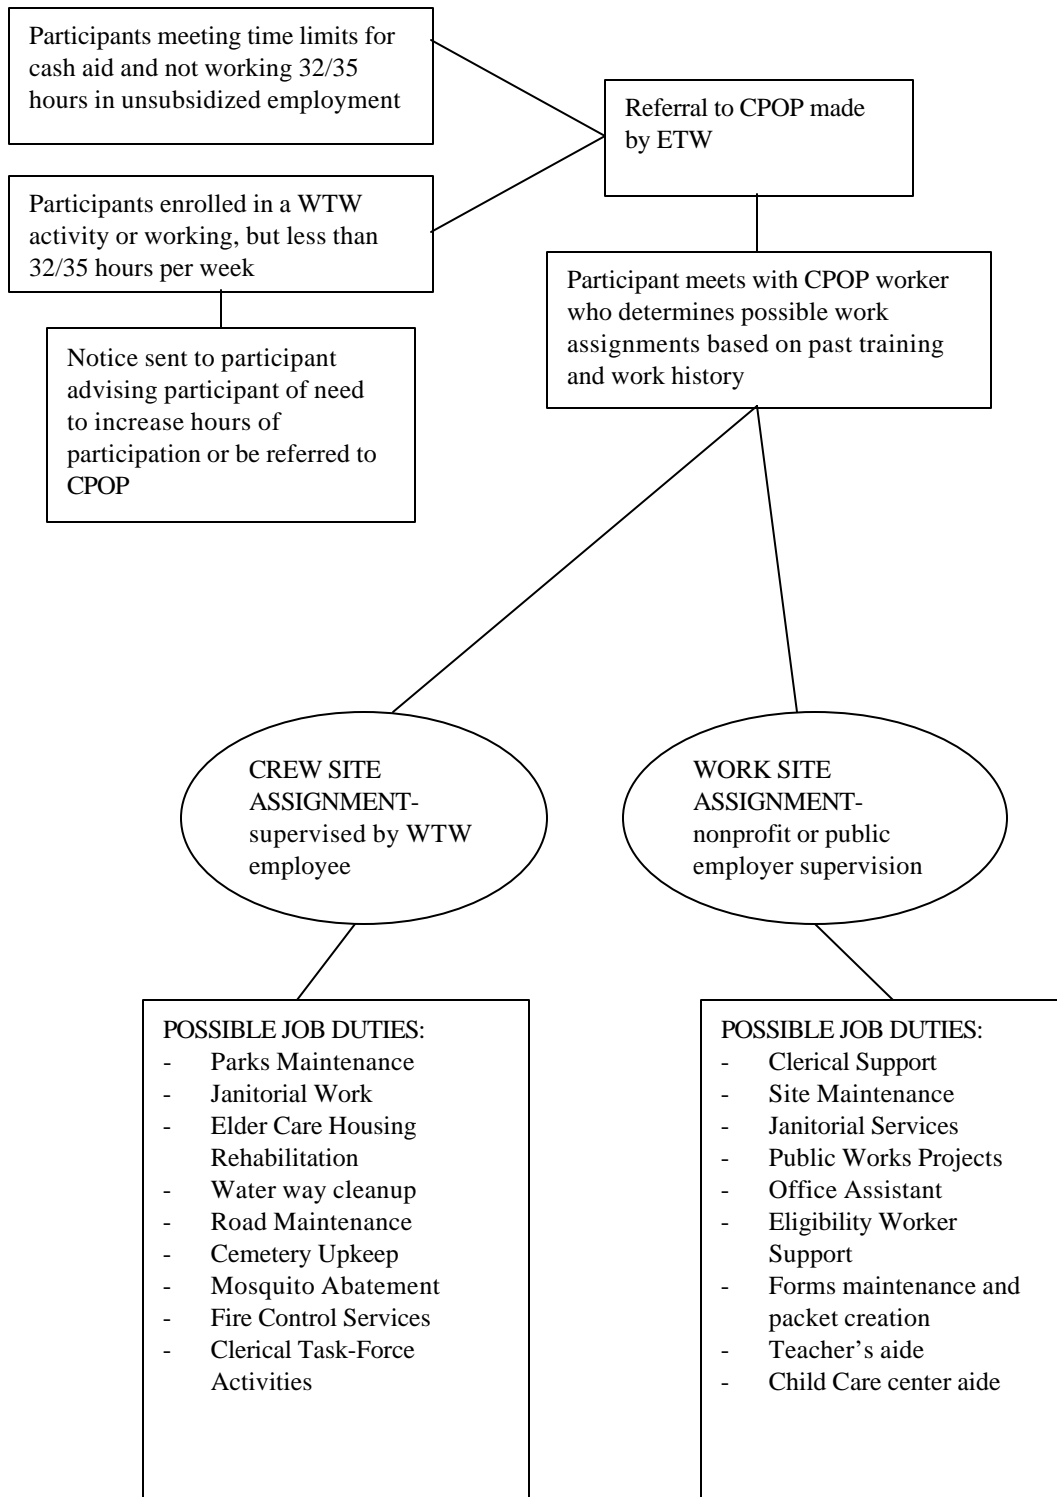 Participants meeting time limits for
cash aid and not working 32/35
hours in unsubsidized employment
Referral to CPOP made
by ETW
Participants enrolled in a WTW
activity or working, but less than
32/35 hours per week
Participant meets with CPOP worker
who determines possible work
assignments based on past training
and work history
Notice sent to participant
advising participant of need
to increase hours of
participation or be referred to
CPOP
CREW SITE
ASSIGNMENT-
supervised by WTW
employee
WORK SITE
ASSIGNMENT-
nonprofit or public
employer supervision
POSSIBLE JOB DUTIES:
- Parks Maintenance
- Janitorial Work
- Elder Care Housing
Rehabilitation
- Water way cleanup
- Road Maintenance
- Cemetery Upkeep
- Mosquito Abatement
- Fire Control Services
- Clerical Task-Force
Activities
POSSIBLE JOB DUTIES:
- Clerical Support
- Site Maintenance
- Janitorial Services
- Public Works Projects
- Office Assistant
- Eligibility Worker
Support
- Forms maintenance and
packet creation
- Teacher’s aide
- Child Care center aide